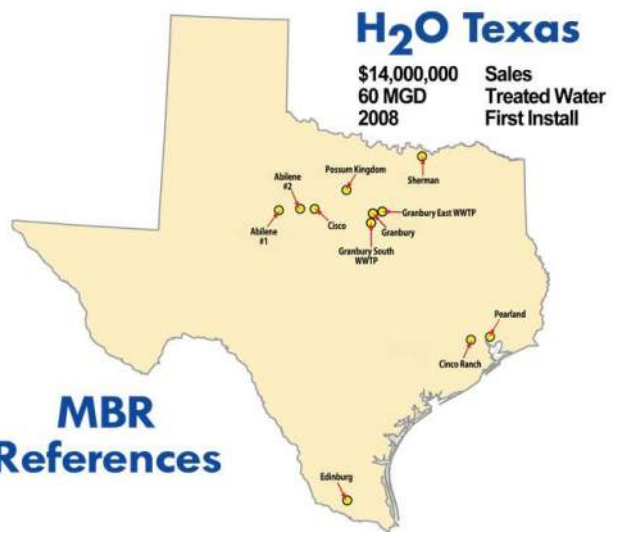 H2O Texas
$14,000,000 Sales
60 MGD Treated Water
2008 First Install
Possum Kingdom
Sherman
Abilene
#2
Granbury East WWTP
Cisco
Abilene
#1
Granbury
Granbury South
WWTP
Pearland
Cinco Ranch
MBR
References
Edinburg